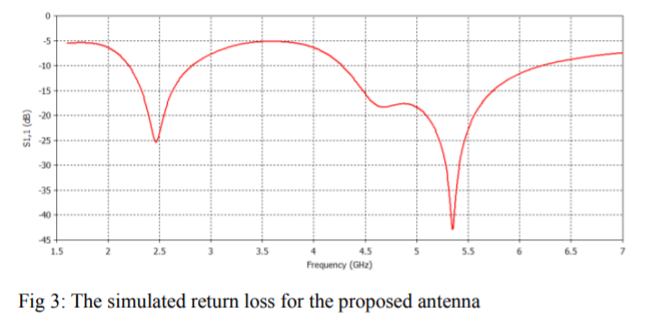 0
-5
-10
-15
-20
-25
-30
-35
-40
-45
S1,1 (dB)
1.5 2 2.5 3 3.5 4 4.5 5 5.5 6 6.5 7
Frequency (GHz)
Fig 3: The simulated return loss for the proposed antenna